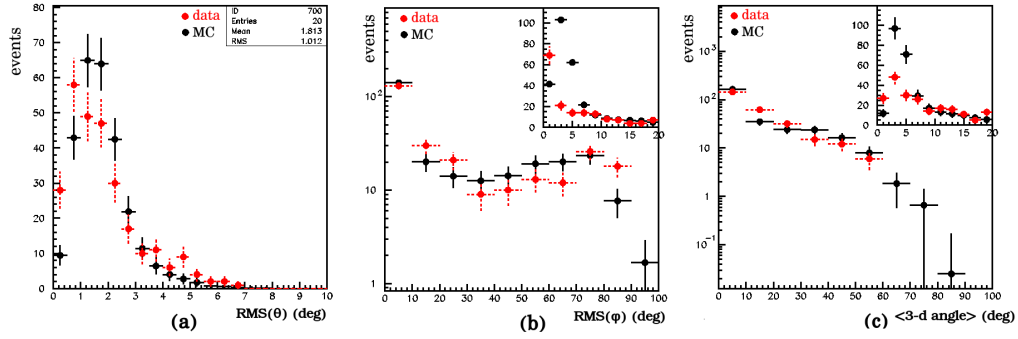 events
data
MC
ID 700
Entries 20
Mean 1.813
RMS 1.012
80
70
60
50
40
30
20
10
0
0 1 2 3 4 5 6 7 8 9 10
RMS(θ) (deg)
(a)
events
data
MC
10²
10
1
100
80
60
40
20
0
0 5 10 15 20
0 10 20 30 40 50 60 70 80 90 100
RMS(φ) (deg)
(b)
events
data
MC
10³
10²
10
1
10⁻¹
100
80
60
40
20
0
0 5 10 15 20
0 10 20 30 40 50 60 70 80 90 100
<3-d angle> (deg)
(c)